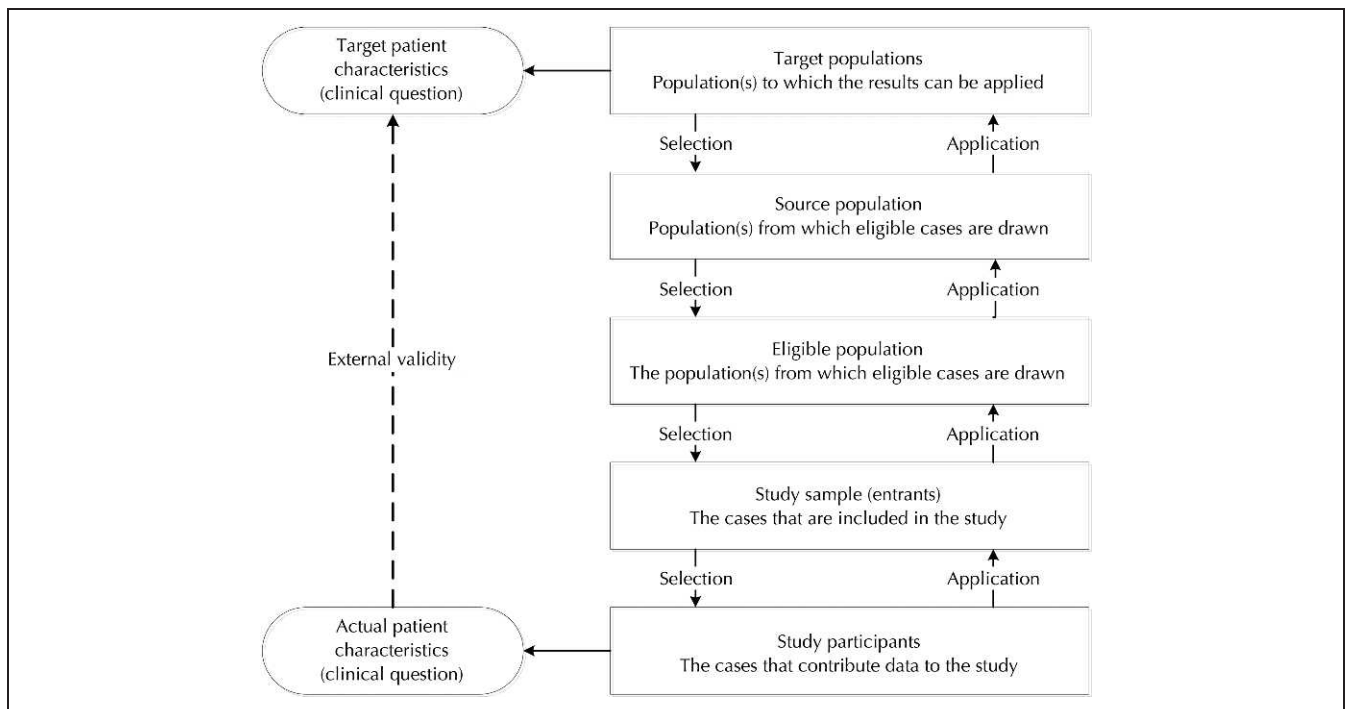 Target patient
characteristics
(clinical question)
Target populations
Population(s) to which the results can be applied
Selection
Application
Source population
Population(s) from which eligible cases are drawn
Selection
Application
Eligible population
The population(s) from which eligible cases are drawn
External validity
Selection
Application
Study sample (entrants)
The cases that are included in the study
Selection
Application
Actual patient
characteristics
(clinical question)
Study participants
The cases that contribute data to the study